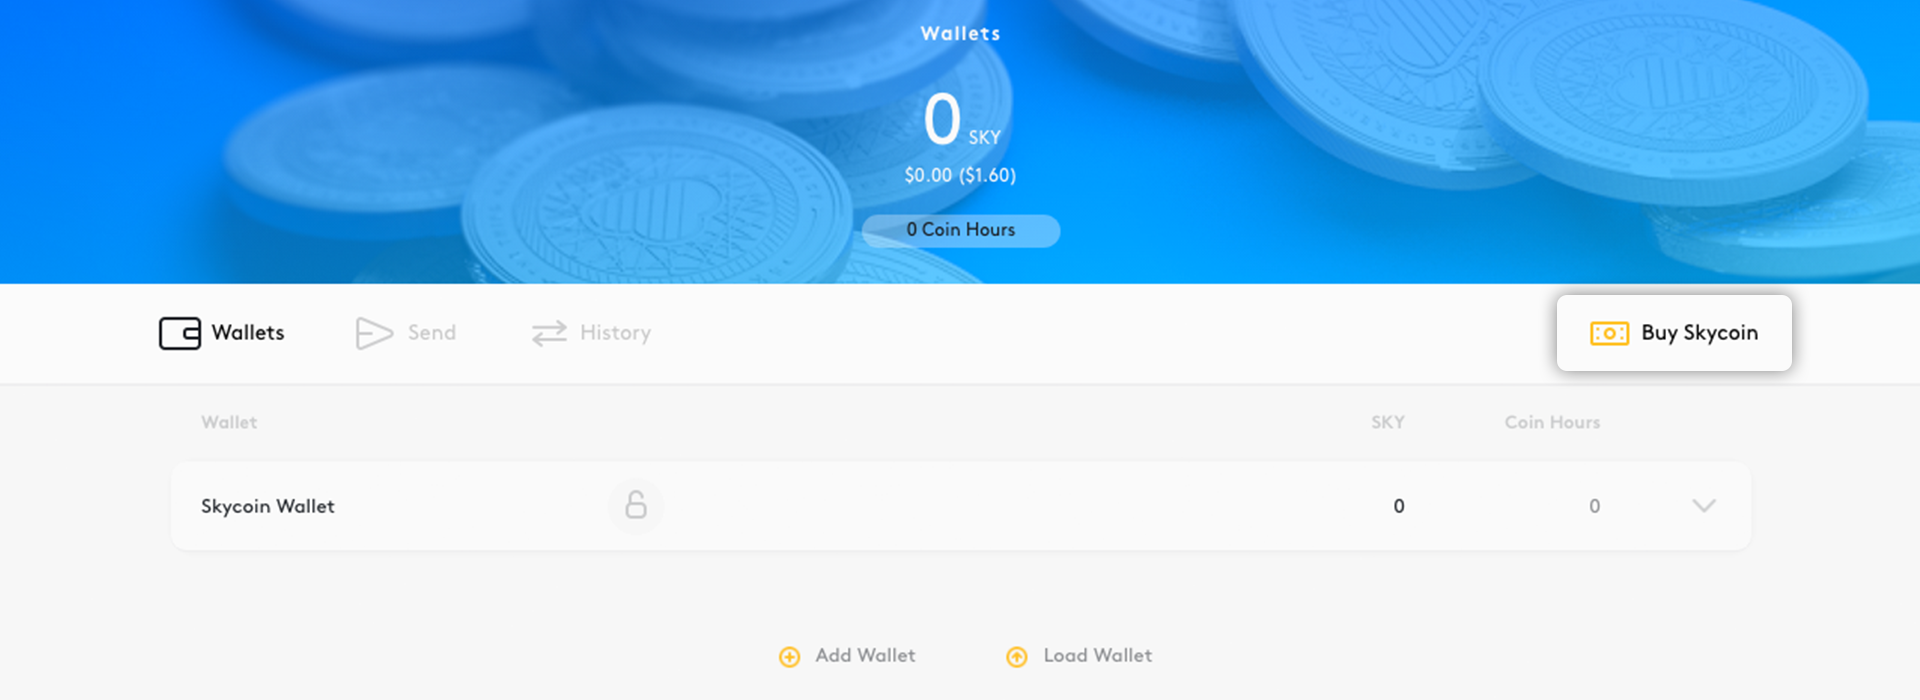 Wallets
0 SKY
$0.00 ($1.60)
0 Coin Hours
Wallets Send History Buy Skycoin
Wallet SKY Coin Hours
Skycoin Wallet 0 0
Add Wallet Load Wallet